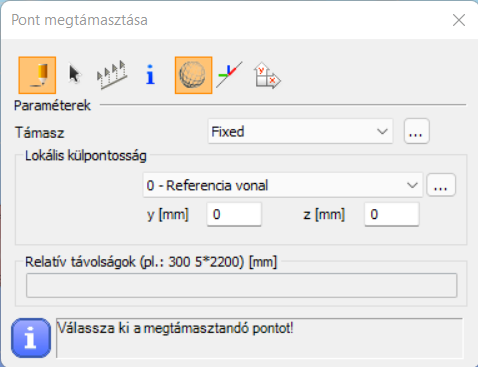 Pont megtámasztása
Paraméterek
Támasz Fixed ...
Lokális külpontosság
0 - Referencia vonal ...
y [mm] 0 z [mm] 0
Relatív távolságok (pl.: 300 5*2200) [mm]
Válassza ki a megtámasztandó pontot!